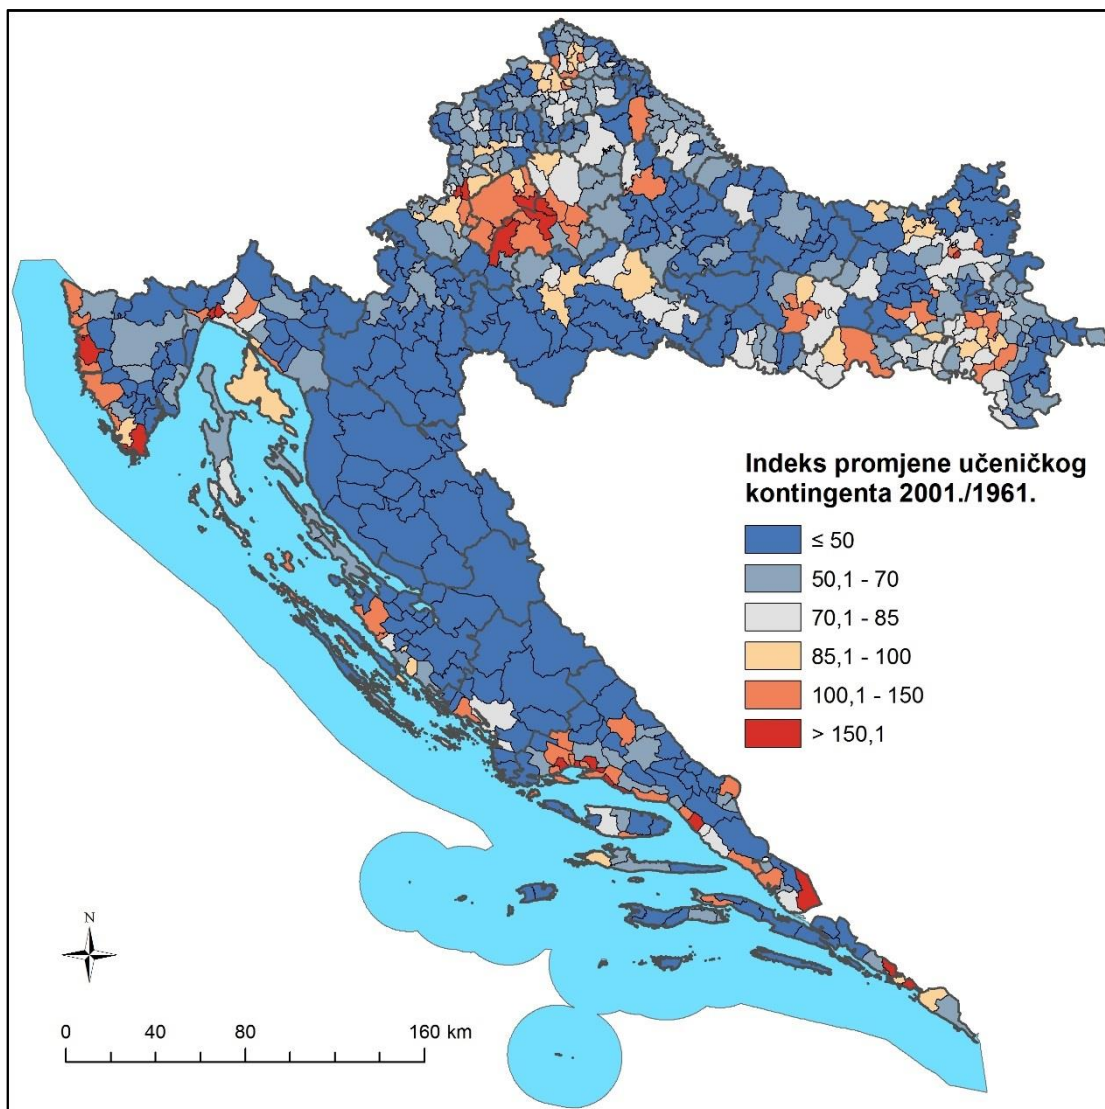 Indeks promjene učeničkog
kontingenta 2001./1961.
≤ 50
50,1 - 70
70,1 - 85
85,1 - 100
100,1 - 150
> 150,1
N
0 40 80 160 km